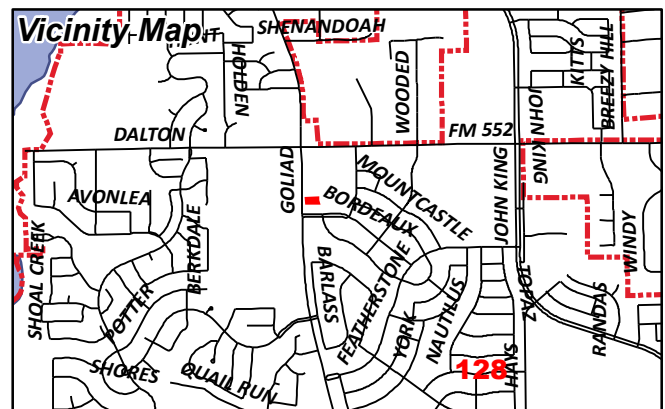 Vicinity Map
SHENANDOAH
HOLDEN
WOODED
KITTS
BREEZY HILL
DALTON
FM 552
JOHN KING
AVONLEA
GOLIAD
MOUNTCASTLE
BORDEAUX
JOHN KING
BERKDALE
SHOAL CREEK
BARLASS
FEATHERSTONE
TOPAZ
WINDY
POTTER
YORK
NAUTILUS
RANDAS
SHORES
QUAIL RUN
128
HAYS